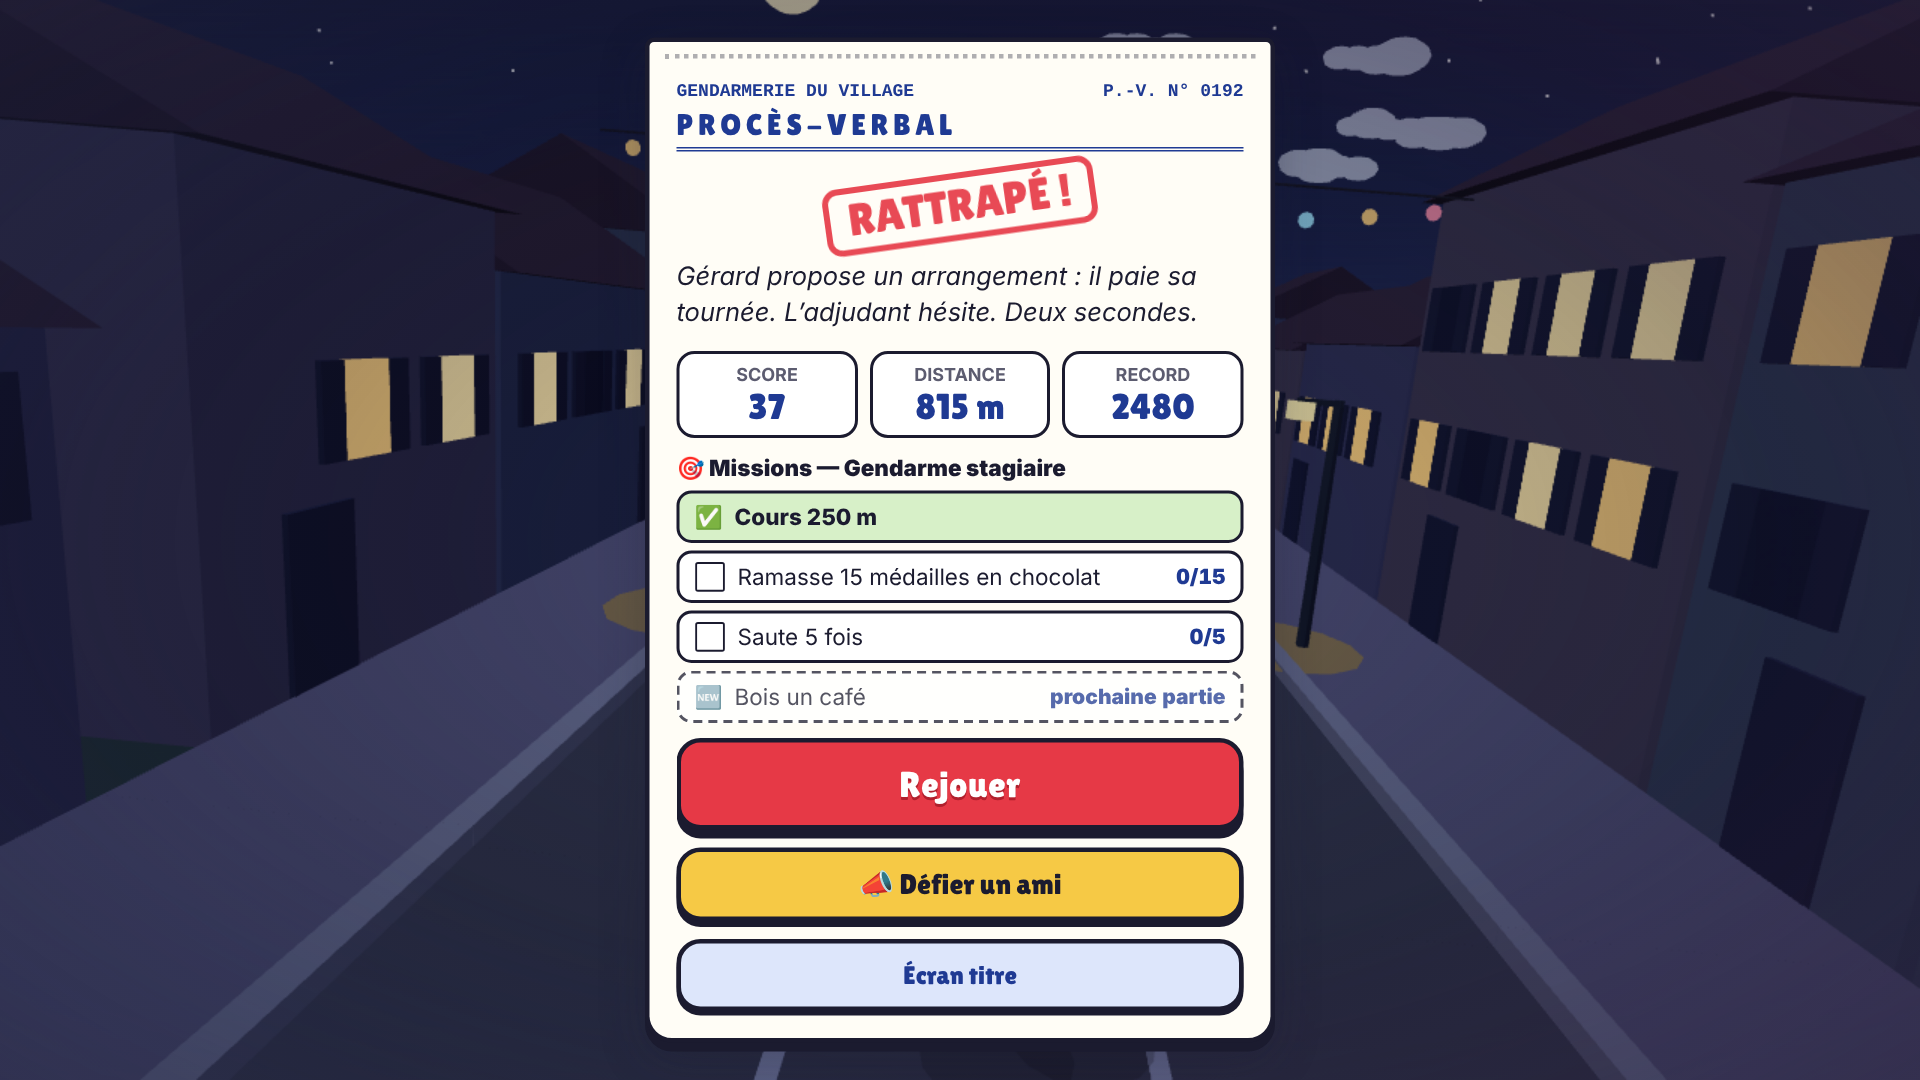 GENDARMERIE DU VILLAGE
P.-V. N° 0192
PROCÈS-VERBAL
RATTRAPÉ !
Gérard propose un arrangement : il paie sa
tournée. L’adjudant hésite. Deux secondes.
SCORE
37
DISTANCE
815 m
RECORD
2480
🎯 Missions — Gendarme stagiaire
✅ Cours 250 m
Ramasse 15 médailles en chocolat 0/15
Saute 5 fois 0/5
🆕 Bois un café prochaine partie
Rejouer
📣 Défier un ami
Écran titre